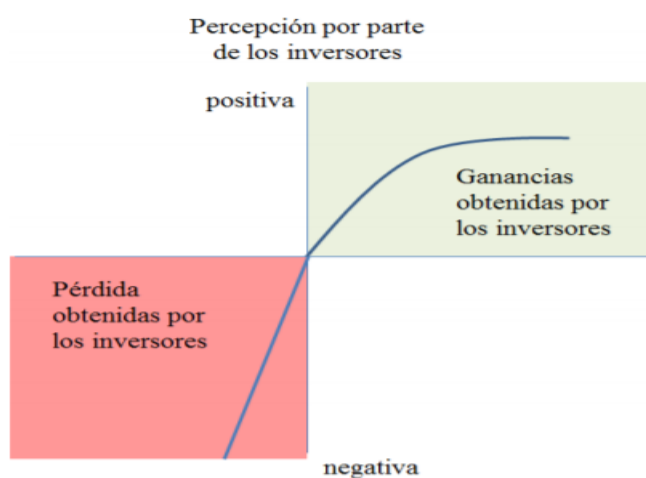 Percepción por parte
de los inversores
positiva
Ganancias
obtenidas por
los inversores
Pérdida
obtenidas por
los inversores
negativa